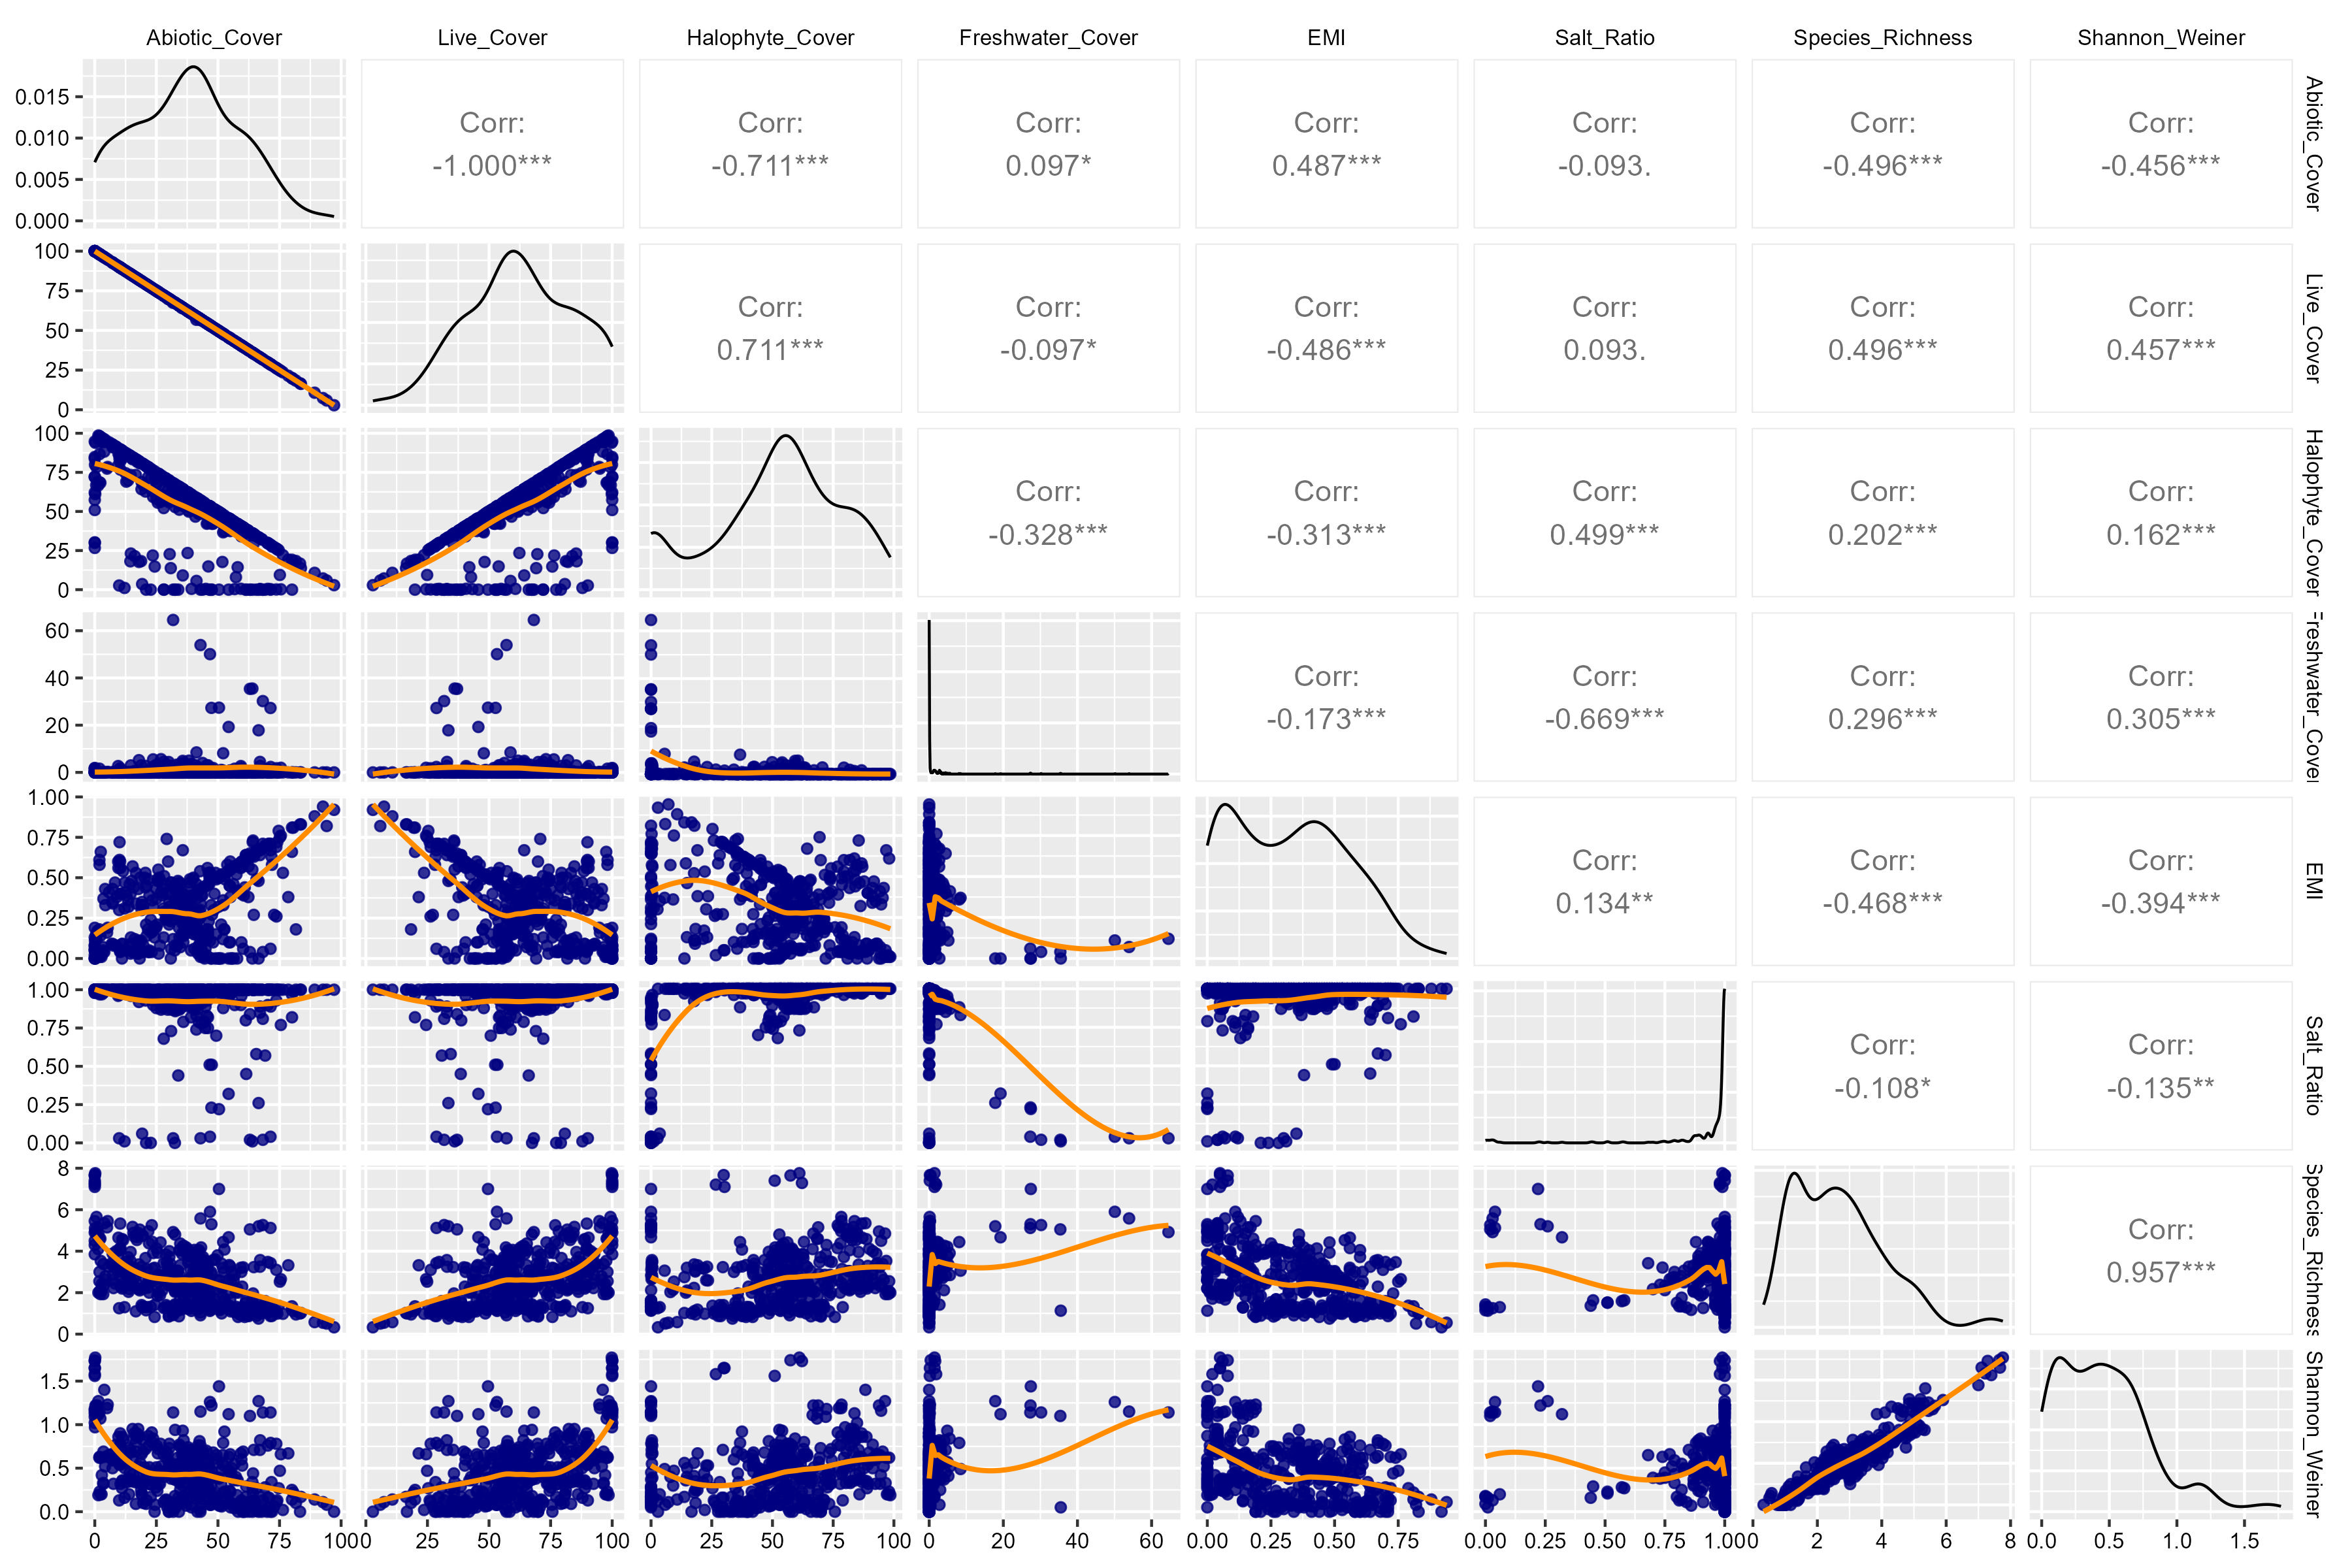 Abiotic_Cover Live_Cover Halophyte_Cover Freshwater_Cover EMI Salt_Ratio Species_Richness Shannon_Weiner
0.015
0.010
0.005
0.000
Corr: Corr: Corr: Corr: Corr: Corr: Corr:
-1.000*** -0.711*** 0.097* 0.487*** -0.093. -0.496*** -0.456***
Abiotic_Cover
100
75
50
25
0
Corr: Corr: Corr: Corr: Corr: Corr:
0.711*** -0.097* -0.486*** 0.093. 0.496*** 0.457***
Live_Cover
100
75
50
25
0
Corr: Corr: Corr: Corr: Corr:
-0.328*** -0.313*** 0.499*** 0.202*** 0.162***
Halophyte_Cover
60
40
20
0
Corr: Corr: Corr: Corr:
-0.173*** -0.669*** 0.296*** 0.305***
Freshwater_Cover
1.00
0.75
0.50
0.25
0.00
Corr: Corr: Corr:
0.134** -0.468*** -0.394***
EMI
1.00
0.75
0.50
0.25
0.00
Corr: Corr:
-0.108* -0.135**
Salt_Ratio
8
6
4
2
0
Corr:
0.957***
Species_Richness
1.5
1.0
0.5
0.0
Shannon_Weiner
0 25 50 75 100 0 25 50 75 100 0 25 50 75 100 0 20 40 60 0.00 0.25 0.50 0.75 0.00 0.25 0.50 0.75 1.00 0 2 4 6 8 0.0 0.5 1.0 1.5